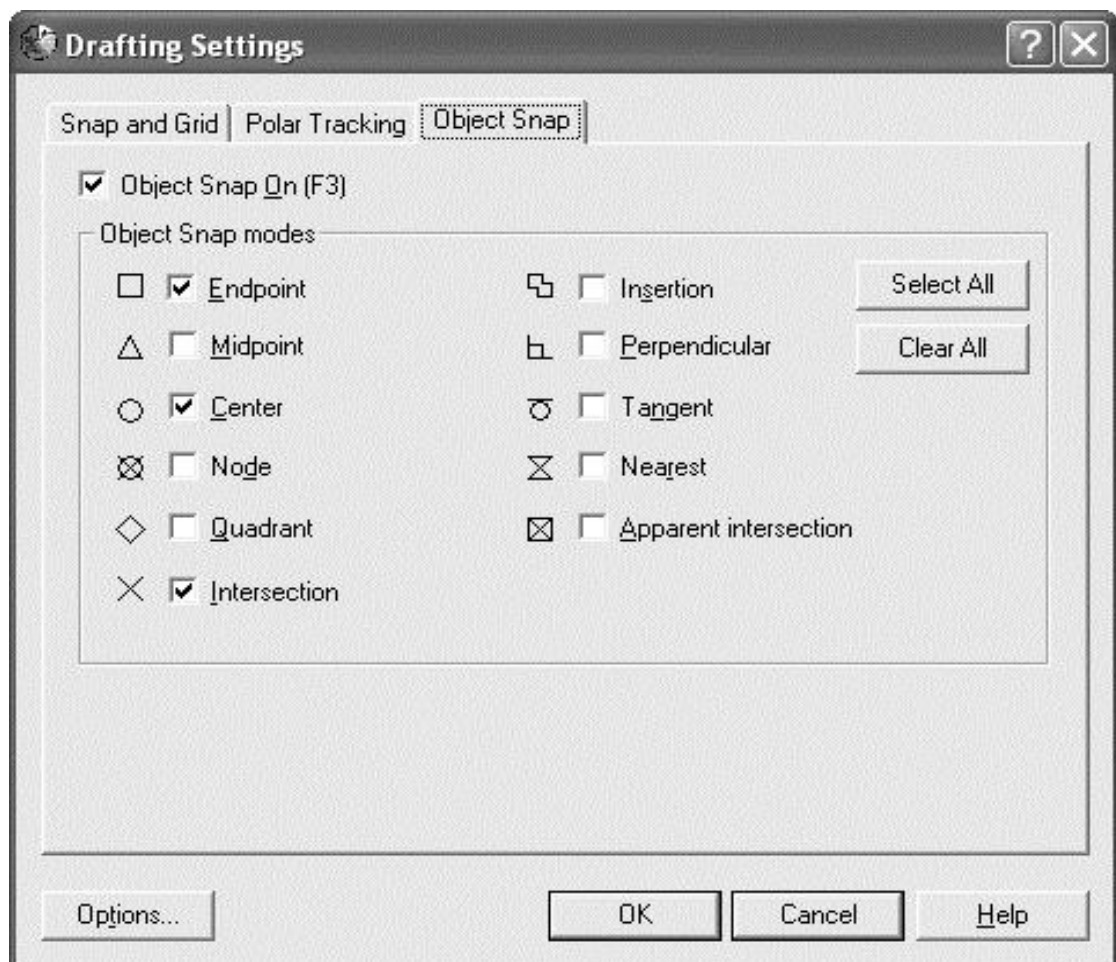 Drafting Settings
Snap and Grid
Polar Tracking
Object Snap
Object Snap On (F3)
Object Snap modes
Endpoint
Midpoint
Center
Node
Quadrant
Intersection
Insertion
Perpendicular
Tangent
Nearest
Apparent intersection
Select All
Clear All
Options...
OK
Cancel
Help